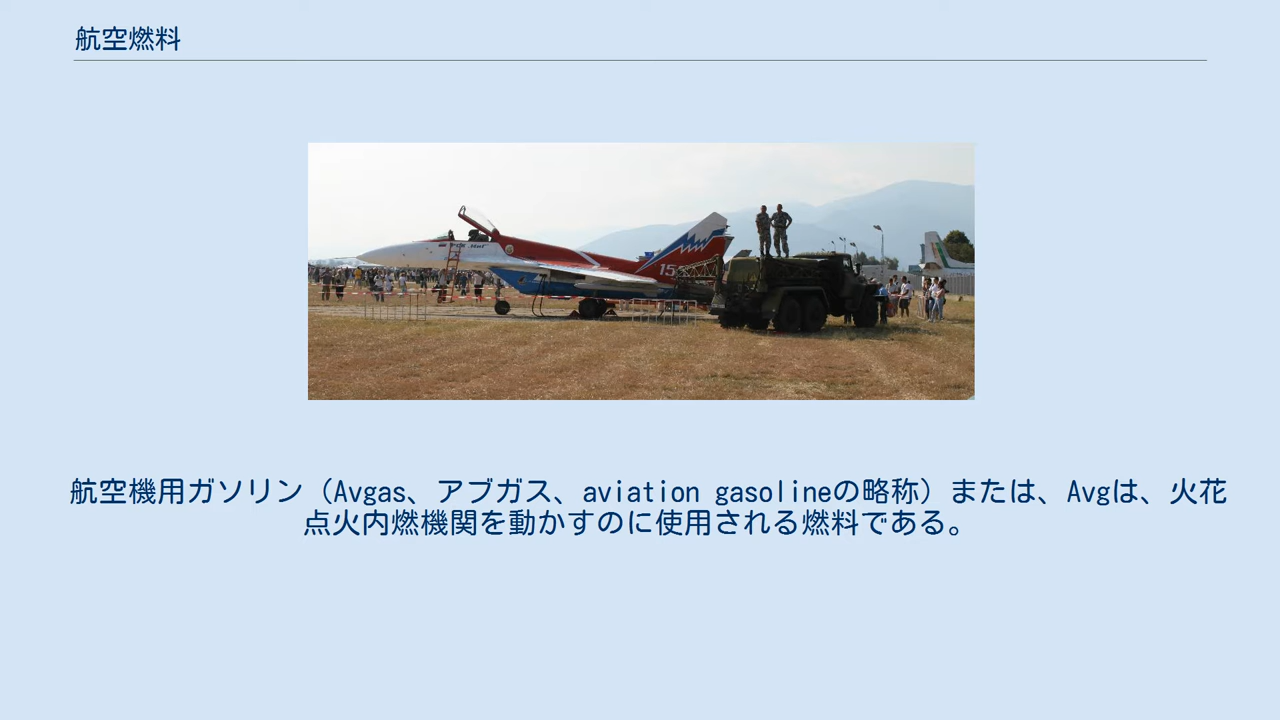 航空燃料
15
航空機用ガソリン（Avgas、アブガス、aviation gasolineの略称）または、Avgは、火花
点火内燃機関を動かすのに使用される燃料である。